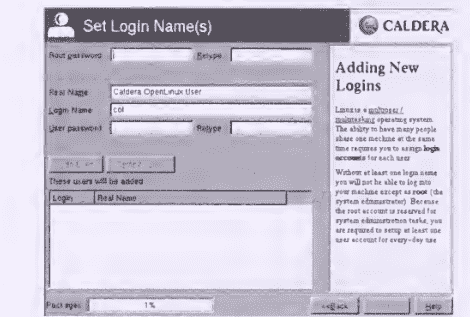 Set Login Name(s)
CALDERA
Root password
Retype
Real Name
Caldera OpenLinux User
Login Name
col
User password
Retype
These users will be added
Login
Real Name
Packages
1%
<<Back
Help
Adding New
Logins
Linux is a multiuser /
multitasking operating system.
The ability to have many people
share one machine at the same
time requires you to assign login
accounts for each user
Without at least one login name
you will not be able to log into
your machine except as root (the
system administrator) Because
the root account is reserved for
system administration tasks, you
are required to setup at least one
user account for every-day use